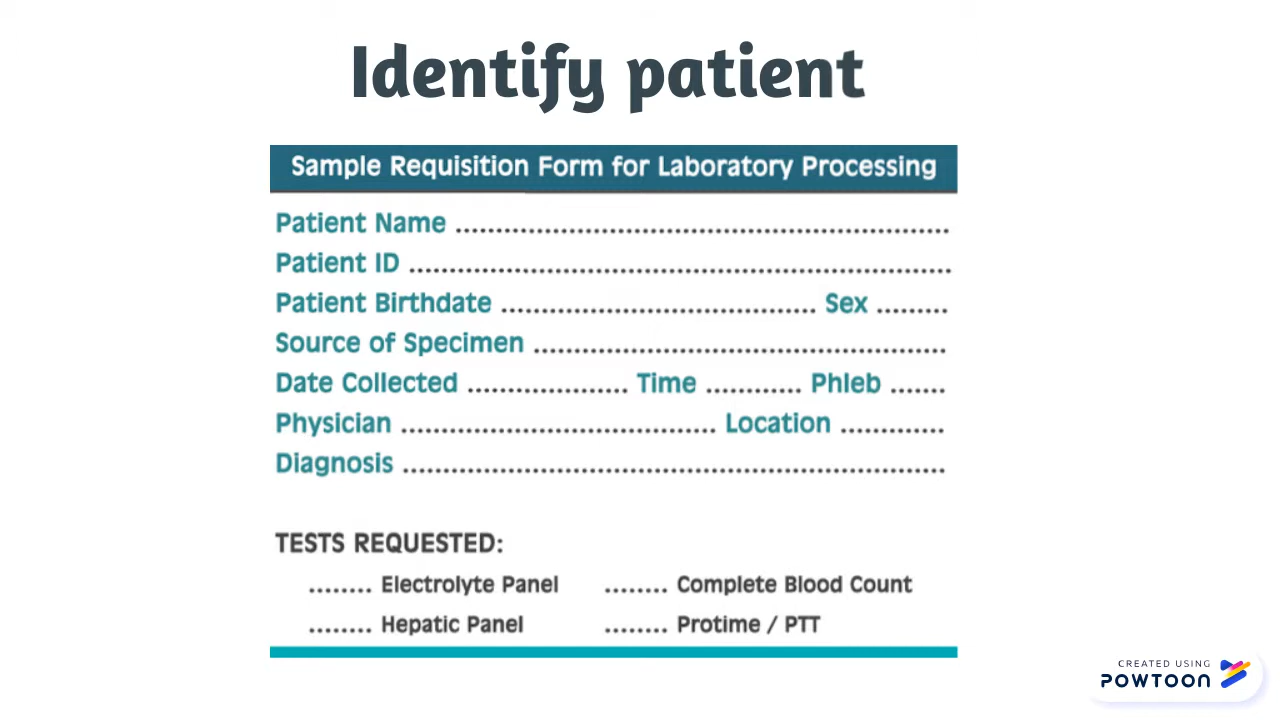 Identify patient
Sample Requisition Form for Laboratory Processing
Patient Name ..............................................................
Patient ID ....................................................................
Patient Birthdate ....................................... Sex .........
Source of Specimen ...................................................
Date Collected .................... Time ............ Phleb .......
Physician ....................................... Location .............
Diagnosis ....................................................................
TESTS REQUESTED:
........ Electrolyte Panel ........ Complete Blood Count
........ Hepatic Panel ........ Protime / PTT
CREATED USING
POWTOON